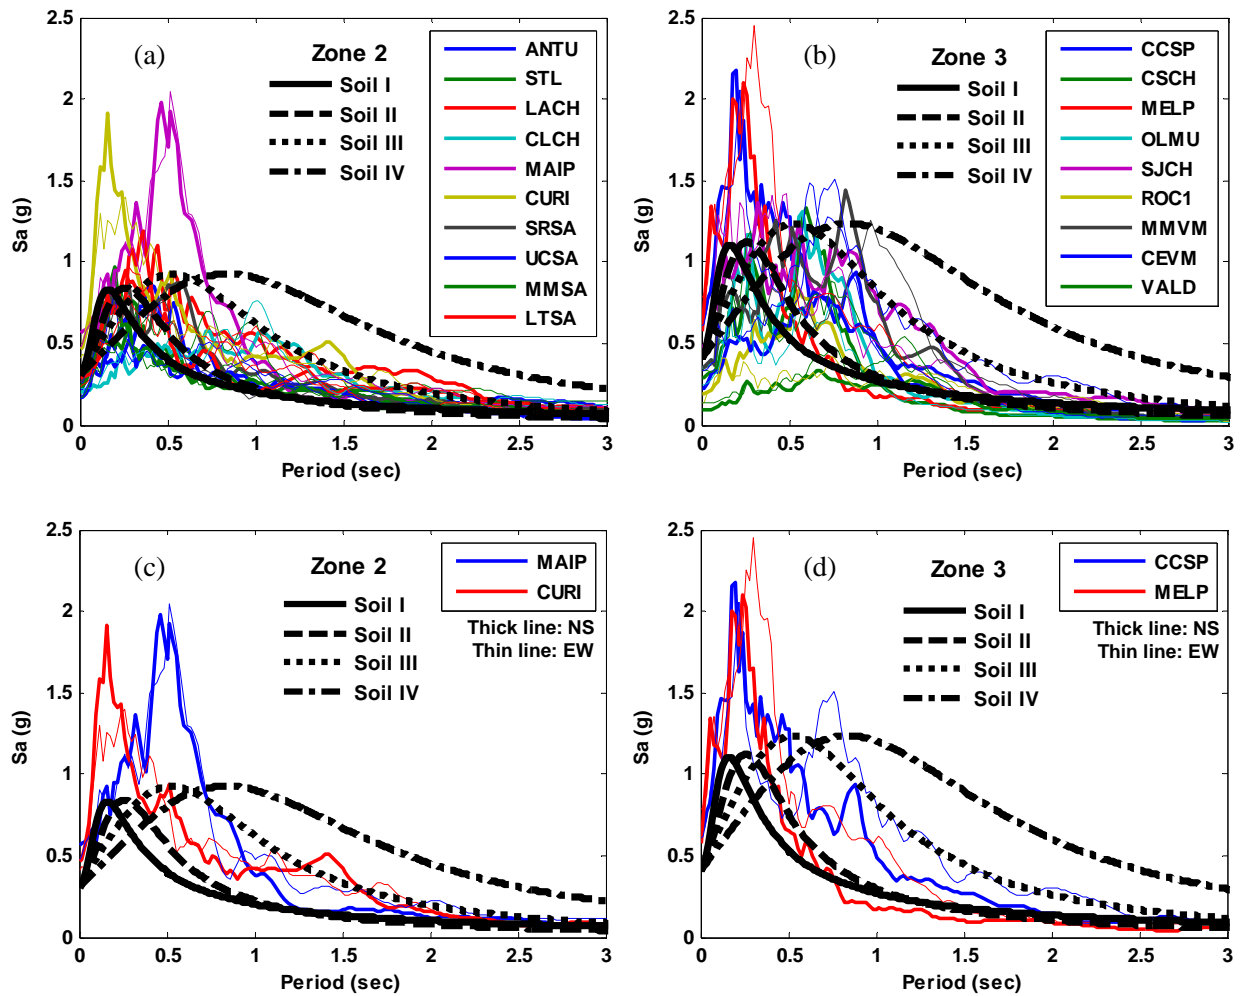 2.5
2
1.5
1
0.5
0
Sa (g)
0
0.5
1
1.5
2
2.5
3
Period (sec)
(a)
Zone 2
Soil I
Soil II
Soil III
Soil IV
ANTU
STL
LACH
CLCH
MAIP
CURI
SRSA
UCSA
MMSA
LTSA
2.5
2
1.5
1
0.5
0
Sa (g)
0
0.5
1
1.5
2
2.5
3
Period (sec)
(b)
Zone 3
Soil I
Soil II
Soil III
Soil IV
CCSP
CSCH
MELP
OLMU
SJCH
ROC1
MMVM
CEVM
VALD
2.5
2
1.5
1
0.5
0
Sa (g)
0
0.5
1
1.5
2
2.5
3
Period (sec)
(c)
Zone 2
Soil I
Soil II
Soil III
Soil IV
MAIP
CURI
Thick line: NS
Thin line: EW
2.5
2
1.5
1
0.5
0
Sa (g)
0
0.5
1
1.5
2
2.5
3
Period (sec)
(d)
Zone 3
Soil I
Soil II
Soil III
Soil IV
CCSP
MELP
Thick line: NS
Thin line: EW